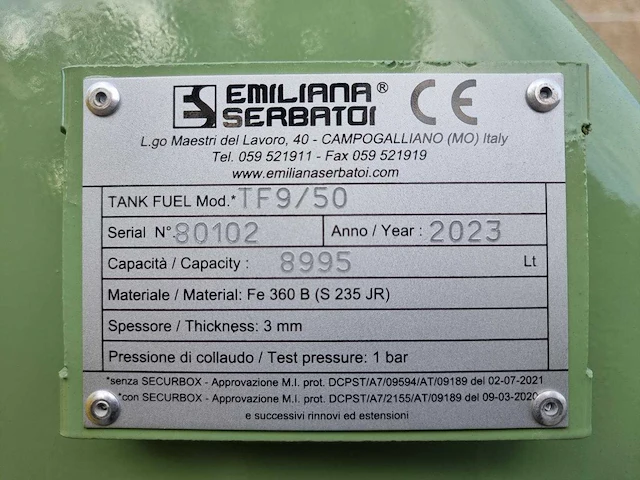 ES EMILIANA® SERBATOI CE
L.go Maestri del Lavoro, 40 - CAMPOGALLIANO (MO) Italy
Tel. 059 521911 - Fax 059 521919
www.emilianaserbatoi.com
TANK FUEL Mod.* TF9/50
Serial N°. 80102 Anno / Year : 2023
Capacità / Capacity : 8995 Lt
Materiale / Material: Fe 360 B (S 235 JR)
Spessore / Thickness: 3 mm
Pressione di collaudo / Test pressure: 1 bar
*senza SECURBOX - Approvazione M.I. prot. DCPST/A7/09594/AT/09189 del 02-07-2021
*con SECURBOX - Approvazione M.I. prot. DCPST/A7/2155/AT/09189 del 09-03-2020
e successivi rinnovi ed estensioni